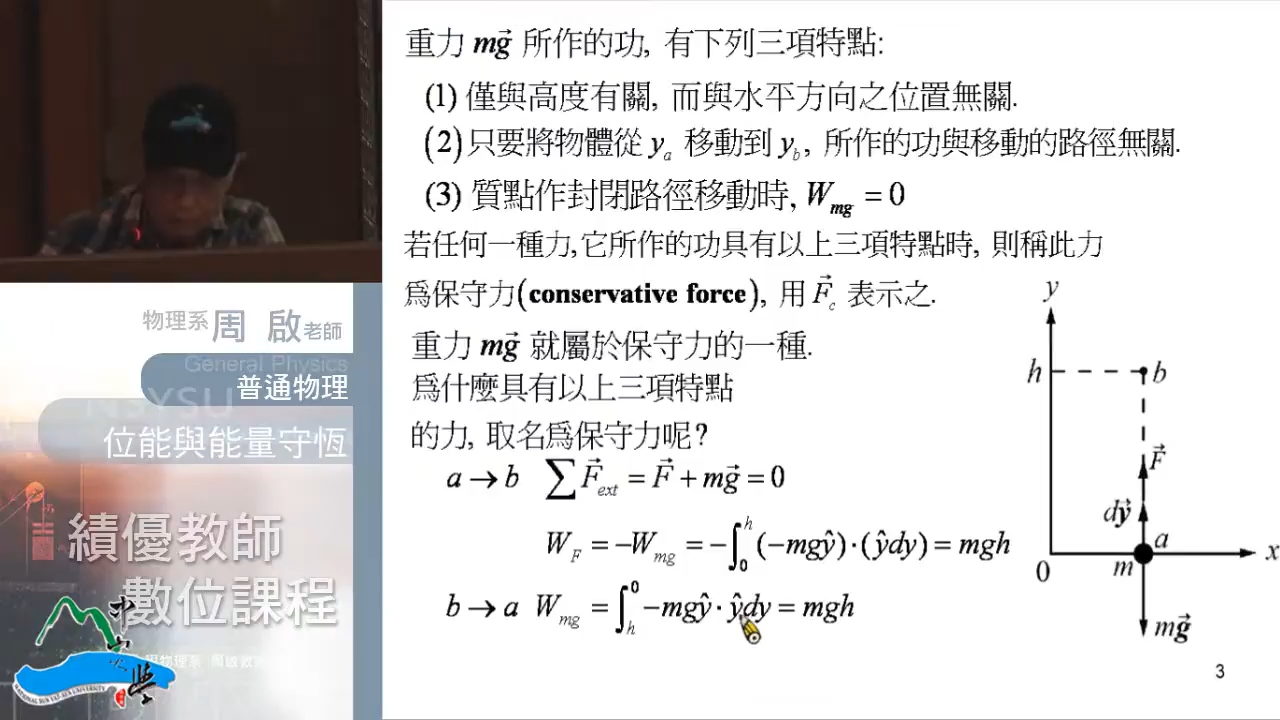 重力 mg⃗ 所作的功, 有下列三項特點:
(1) 僅與高度有關, 而與水平方向之位置無關.
(2) 只要將物體從 yₐ 移動到 y_b, 所作的功與移動的路徑無關.
(3) 質點作封閉路徑移動時, W_mg = 0
若任何一種力,它所作的功具有以上三項特點時, 則稱此力
爲保守力(conservative force), 用 F⃗_c 表示之.
重力 mg⃗ 就屬於保守力的一種.
爲什麼具有以上三項特點
的力, 取名爲保守力呢?
a → b ∑F⃗_ext = F⃗ + mg⃗ = 0
W_F = −W_mg = −∫₀^h (−mgŷ)·(ŷdy) = mgh
b → a W_mg = ∫_h^0 −mgŷ · ŷdy = mgh
y
h
b
F⃗
dy⃗
a
x
0
m
mg⃗
3
物理系 周 啟 老師
General Physics
普通物理
NSYSU
位能與能量守恆
績優教師
數位課程
NATIONAL SUN YAT-SEN UNIVERSITY